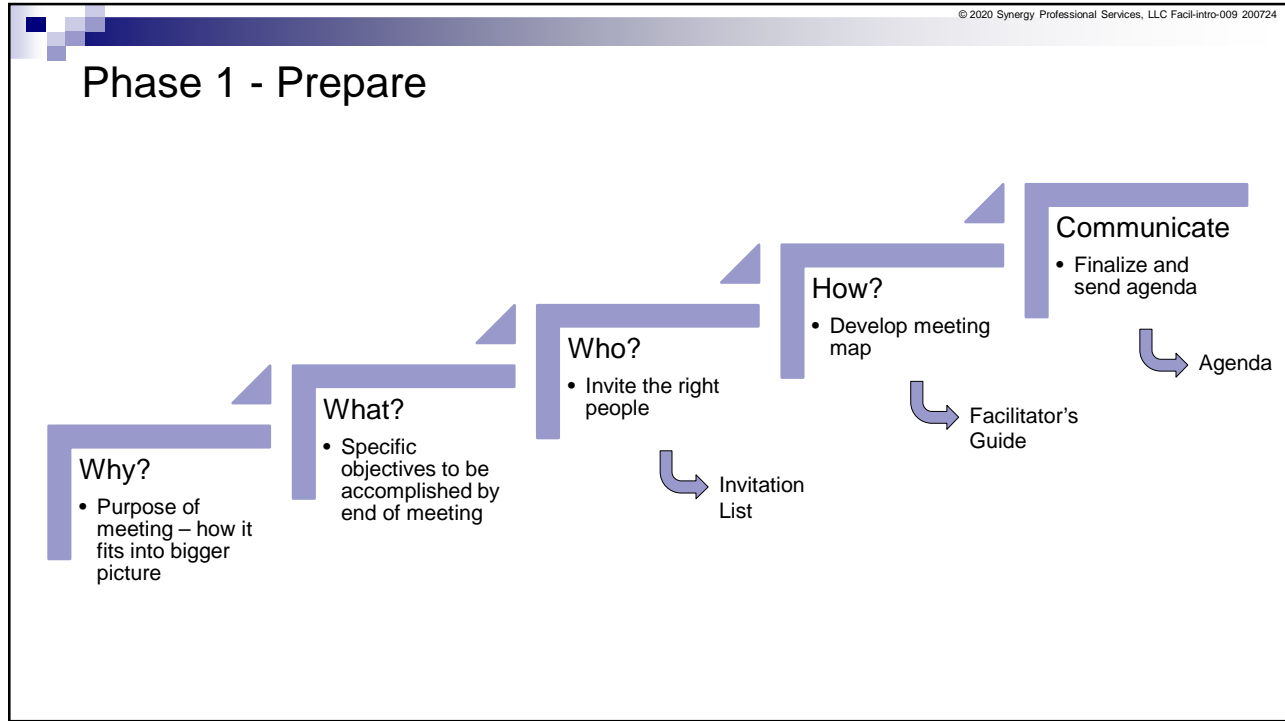 © 2020 Synergy Professional Services, LLC Facil-intro-009 200724
Phase 1 - Prepare
Why?
• Purpose of
meeting – how it
fits into bigger
picture
What?
• Specific
objectives to be
accomplished by
end of meeting
Who?
• Invite the right
people
Invitation
List
How?
• Develop meeting
map
Facilitator's
Guide
Communicate
• Finalize and
send agenda
Agenda